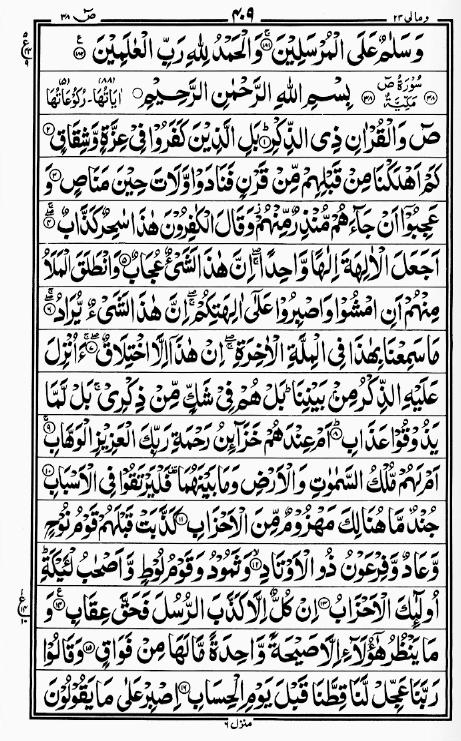 ومالی ۲۳ ۴۰۹ صٓ ۳۸
وَسَلٰمٌ عَلَی الْمُرْسَلِیْنَ ۝۱۸۱ وَالْحَمْدُ لِلّٰهِ رَبِّ الْعٰلَمِیْنَ ۝۱۸۲
سُوْرَةُ صٓ مَكِّیَّةٌ ۳۸ بِسْمِ اللّٰهِ الرَّحْمٰنِ الرَّحِیْمِ ۝ اٰیَاتُهَا (۸۸) رُكُوْعَاتُهَا (۵)
صٓ وَالْقُرْاٰنِ ذِی الذِّكْرِ ۝۱ بَلِ الَّذِیْنَ كَفَرُوْا فِیْ عِزَّةٍ وَّشِقَاقٍ ۝۲
كَمْ اَهْلَكْنَا مِنْ قَبْلِهِمْ مِّنْ قَرْنٍ فَنَادَوْا وَّلَاتَ حِیْنَ مَنَاصٍ ۝۳ وَ
عَجِبُوْۤا اَنْ جَآءَهُمْ مُّنْذِرٌ مِّنْهُمْ ؗ وَقَالَ الْكٰفِرُوْنَ هٰذَا سٰحِرٌ كَذَّابٌ ۝۴
اَجَعَلَ الْاٰلِهَةَ اِلٰهًا وَّاحِدًا ۖۚ اِنَّ هٰذَا لَشَیْءٌ عُجَابٌ ۝۵ وَانْطَلَقَ الْمَلَاُ
مِنْهُمْ اَنِ امْشُوْا وَاصْبِرُوْا عَلٰۤی اٰلِهَتِكُمْ ۖۚ اِنَّ هٰذَا لَشَیْءٌ یُّرَادُ ۝۶
مَا سَمِعْنَا بِهٰذَا فِی الْمِلَّةِ الْاٰخِرَةِ ۖۚ اِنْ هٰذَاۤ اِلَّا اخْتِلَاقٌ ۝۷ ءَاُنْزِلَ
عَلَیْهِ الذِّكْرُ مِنْ بَیْنِنَا ؕ بَلْ هُمْ فِیْ شَكٍّ مِّنْ ذِكْرِیْ ۚ بَلْ لَّمَّا
یَذُوْقُوْا عَذَابِ ۝۸ اَمْ عِنْدَهُمْ خَزَآىِٕنُ رَحْمَةِ رَبِّكَ الْعَزِیْزِ الْوَهَّابِ ۝۹
اَمْ لَهُمْ مُّلْكُ السَّمٰوٰتِ وَالْاَرْضِ وَمَا بَیْنَهُمَا ۫ فَلْیَرْتَقُوْا فِی الْاَسْبَابِ ۝۱۰
جُنْدٌ مَّا هُنَالِكَ مَهْزُوْمٌ مِّنَ الْاَحْزَابِ ۝۱۱ كَذَّبَتْ قَبْلَهُمْ قَوْمُ نُوْحٍ
وَّعَادٌ وَّفِرْعَوْنُ ذُو الْاَوْتَادِ ۝۱۲ وَثَمُوْدُ وَقَوْمُ لُوْطٍ وَّاَصْحٰبُ لْـَٔیْكَةِ ؕ
اُولٰٓىِٕكَ الْاَحْزَابُ ۝۱۳ اِنْ كُلٌّ اِلَّا كَذَّبَ الرُّسُلَ فَحَقَّ عِقَابِ ۝۱۴ وَ
مَا یَنْظُرُ هٰۤؤُلَآءِ اِلَّا صَیْحَةً وَّاحِدَةً مَّا لَهَا مِنْ فَوَاقٍ ۝۱۵ وَقَالُوْا
رَبَّنَا عَجِّلْ لَّنَا قِطَّنَا قَبْلَ یَوْمِ الْحِسَابِ ۝۱۶ اِصْبِرْ عَلٰی مَا یَقُوْلُوْنَ
منزل ۶